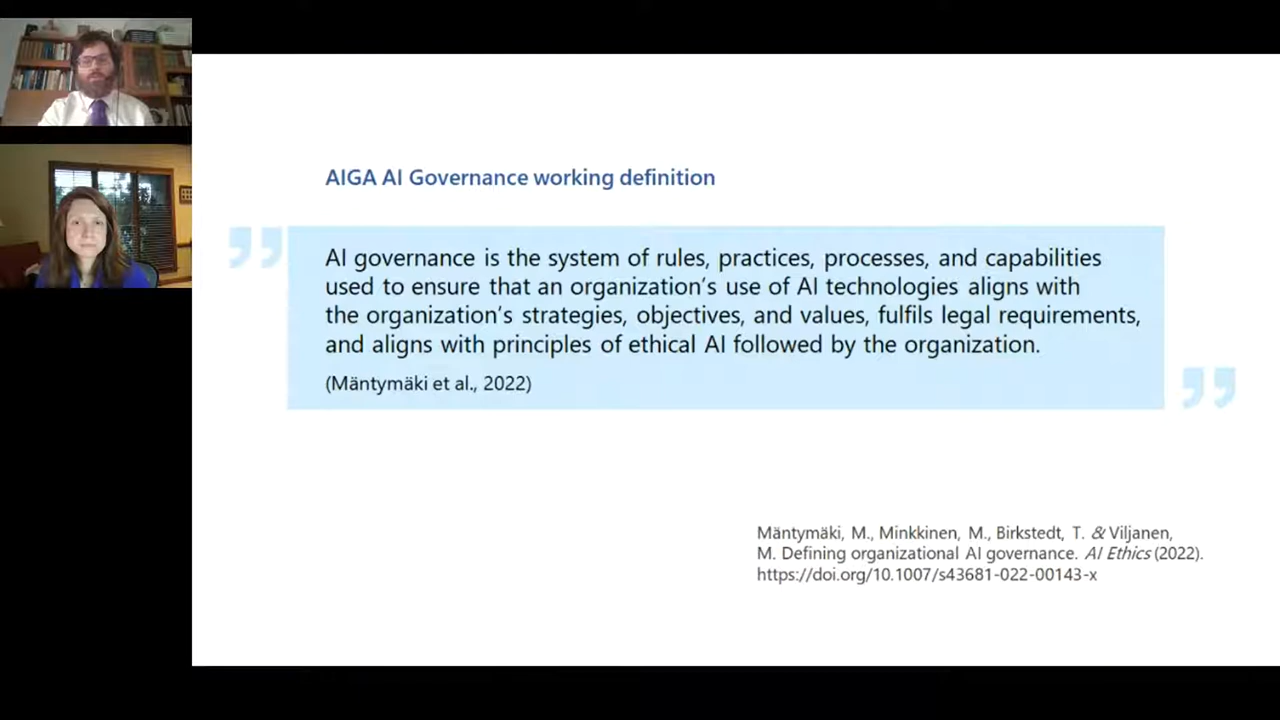 AIGA AI Governance working definition
AI governance is the system of rules, practices, processes, and capabilities
used to ensure that an organization's use of AI technologies aligns with
the organization's strategies, objectives, and values, fulfils legal requirements,
and aligns with principles of ethical AI followed by the organization.
(Mäntymäki et al., 2022)
Mäntymäki, M., Minkkinen, M., Birkstedt, T. & Viljanen,
M. Defining organizational AI governance. AI Ethics (2022).
https://doi.org/10.1007/s43681-022-00143-x